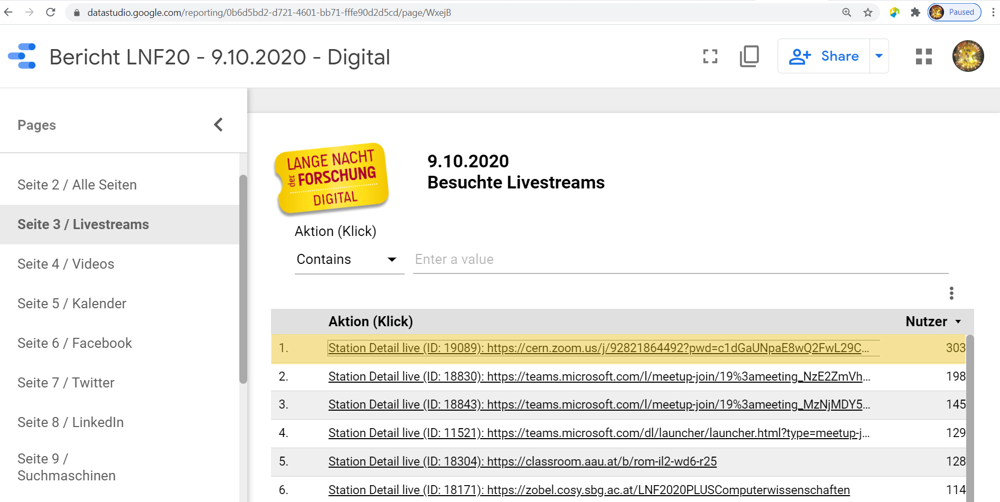 datastudio.google.com/reporting/0b6d5bd2-d721-4601-bb71-fffe90d2d5cd/page/WxejB
Paused
Bericht LNF20 - 9.10.2020 - Digital
Share
Pages
Seite 2 / Alle Seiten
Seite 3 / Livestreams
Seite 4 / Videos
Seite 5 / Kalender
Seite 6 / Facebook
Seite 7 / Twitter
Seite 8 / LinkedIn
Seite 9 /
Suchmaschinen
LANGE NACHT
der FORSCHUNG
DIGITAL
9.10.2020
Besuchte Livestreams
Aktion (Klick)
Contains
Enter a value
Aktion (Klick) Nutzer
1. Station Detail live (ID: 19089): https://cern.zoom.us/j/92821864492?pwd=c1dGaUNpaE8wQ2FwL29C... 303
2. Station Detail live (ID: 18830): https://teams.microsoft.com/l/meetup-join/19%3ameeting_NzE2ZmVh... 198
3. Station Detail live (ID: 18843): https://teams.microsoft.com/l/meetup-join/19%3ameeting_MzNjMDY5... 145
4. Station Detail live (ID: 11521): https://teams.microsoft.com/dl/launcher/launcher.html?type=meetup-j... 129
5. Station Detail live (ID: 18304): https://classroom.aau.at/b/rom-il2-wd6-r25 128
6. Station Detail live (ID: 18171): https://zobel.cosy.sbg.ac.at/LNF2020PLUSComputerwissenschaften 114